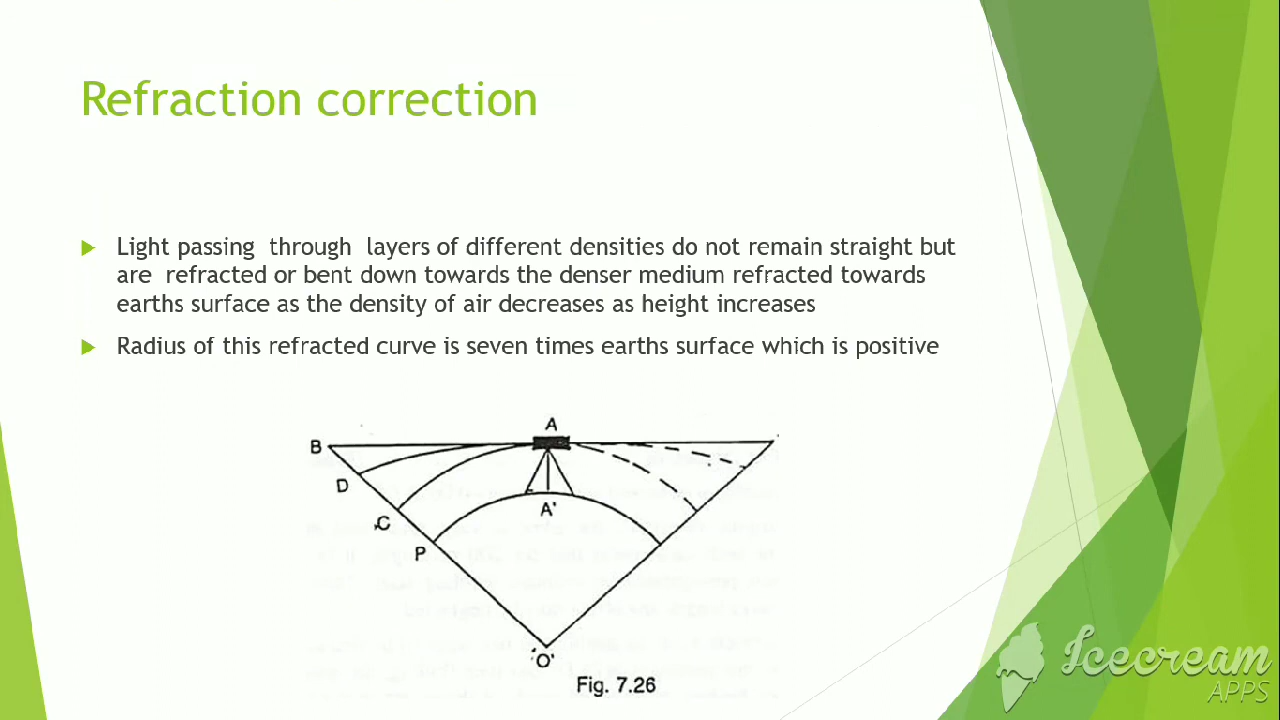 Refraction correction
Light passing through layers of different densities do not remain straight but
are refracted or bent down towards the denser medium refracted towards
earths surface as the density of air decreases as height increases
Radius of this refracted curve is seven times earths surface which is positive
A
B
D
A'
C
P
'O'
Fig. 7.26
Icecream
APPS